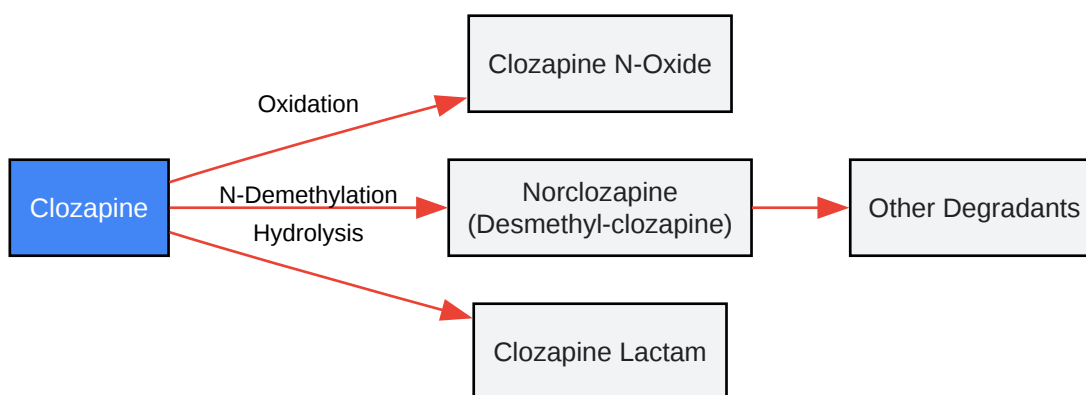 Clozapine N-Oxide
Oxidation
Clozapine
N-Demethylation
Norclozapine
(Desmethyl-clozapine)
Other Degradants
Hydrolysis
Clozapine Lactam